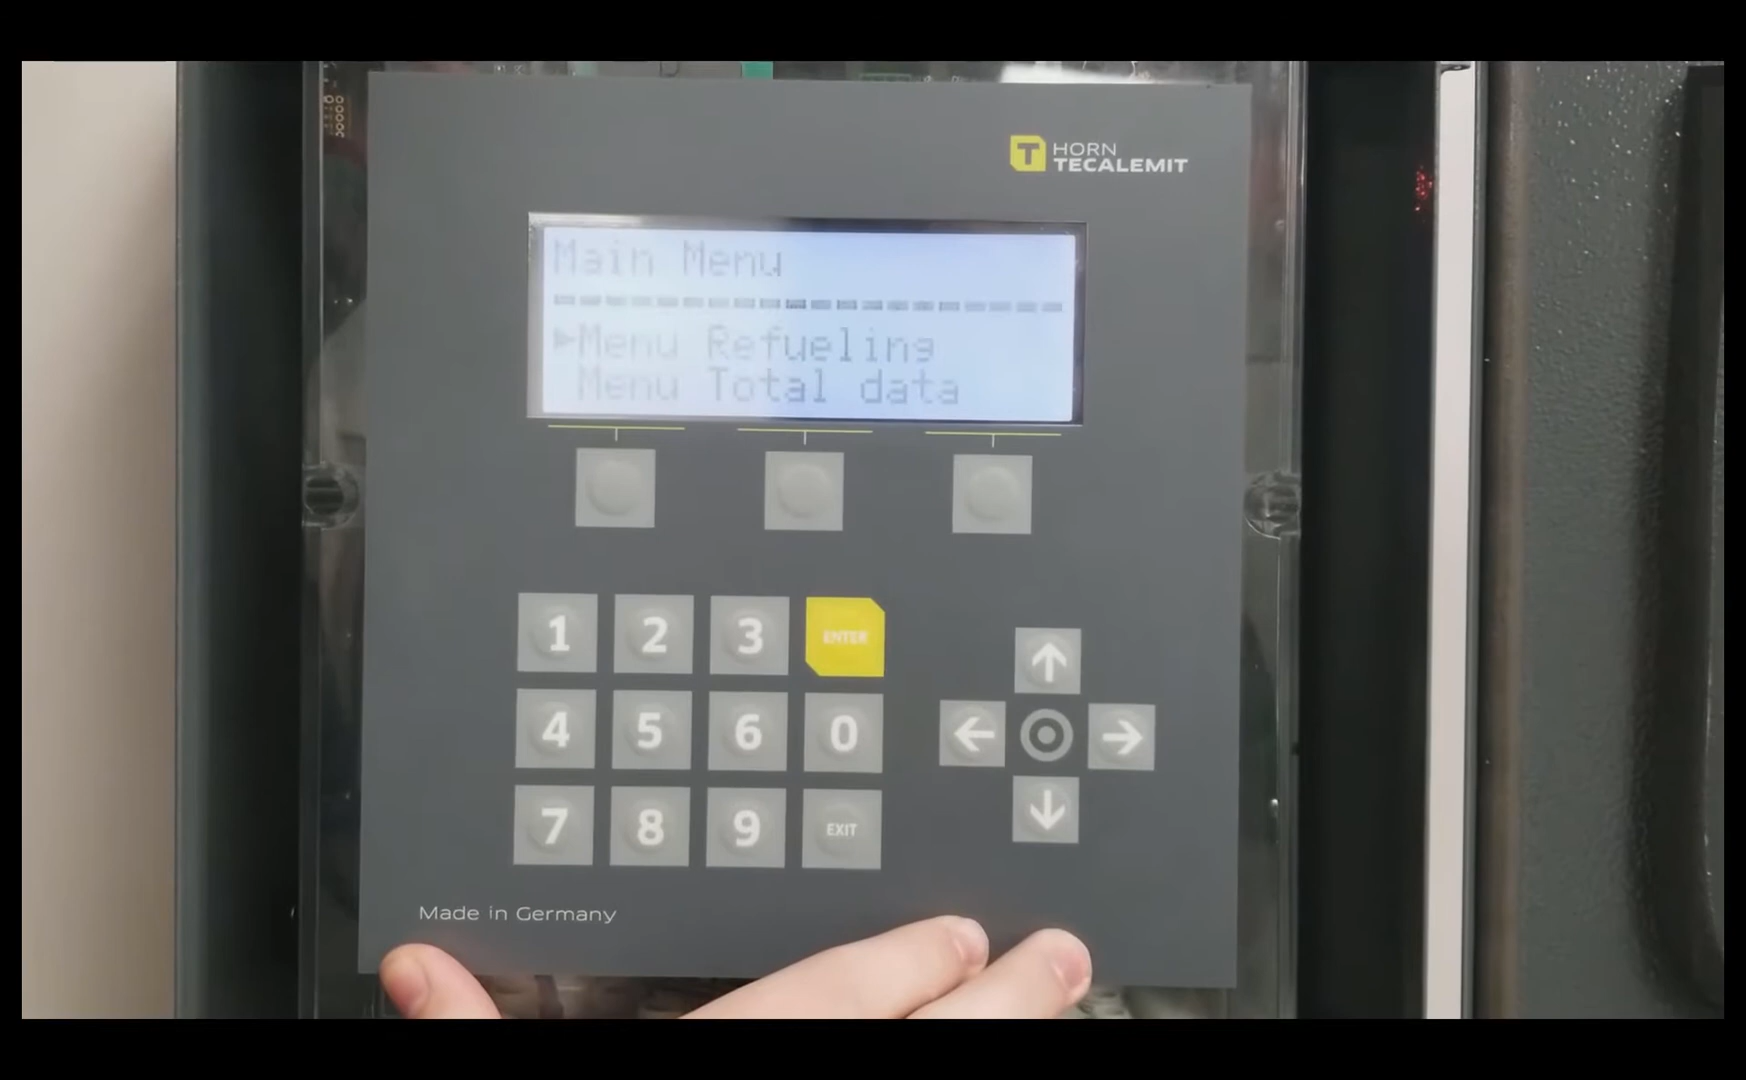 T HORN
TECALEMIT
Main Menu
--------------------
►Menu Refueling
Menu Total data
1 2 3 ENTER
4 5 6 0
7 8 9 EXIT
↑
← →
↓
Made in Germany